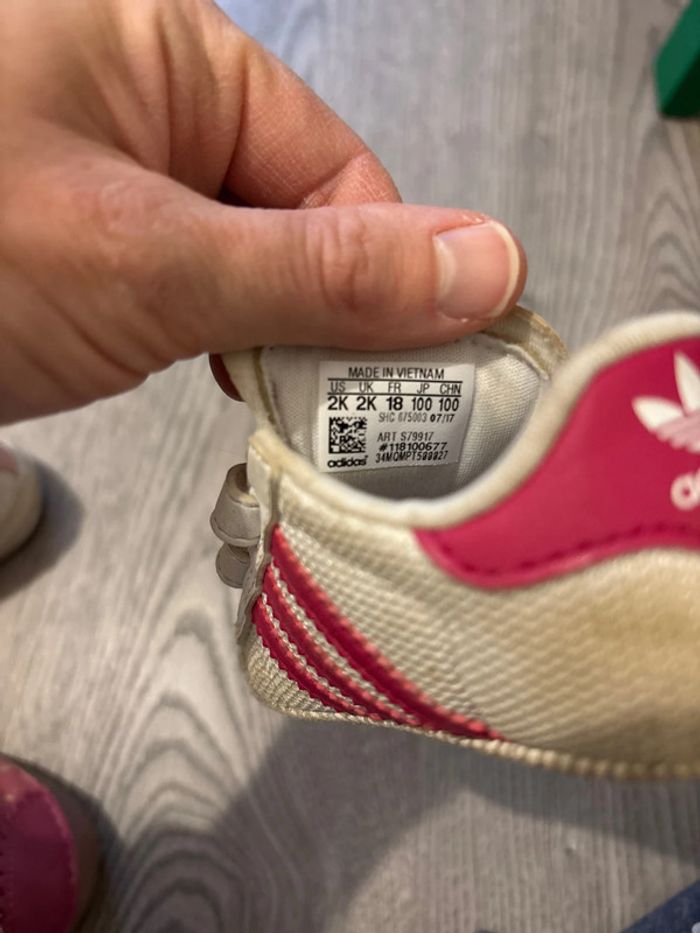 MADE IN VIETNAM
US UK FR JP CHN
2K 2K 18 100 100
SHC 675003 07/17
ART S79917
#118100677
adidas